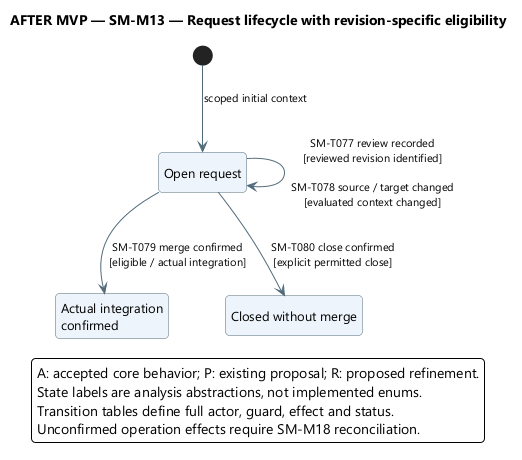 AFTER MVP — SM-M13 — Request lifecycle with revision-specific eligibility
scoped initial context
Open request
SM-T077 review recorded
[reviewed revision identified]
SM-T078 source / target changed
[evaluated context changed]
SM-T079 merge confirmed
[eligible / actual integration]
SM-T080 close confirmed
[explicit permitted close]
Actual integration
confirmed
Closed without merge
A: accepted core behavior; P: existing proposal; R: proposed refinement.
State labels are analysis abstractions, not implemented enums.
Transition tables define full actor, guard, effect and status.
Unconfirmed operation effects require SM-M18 reconciliation.